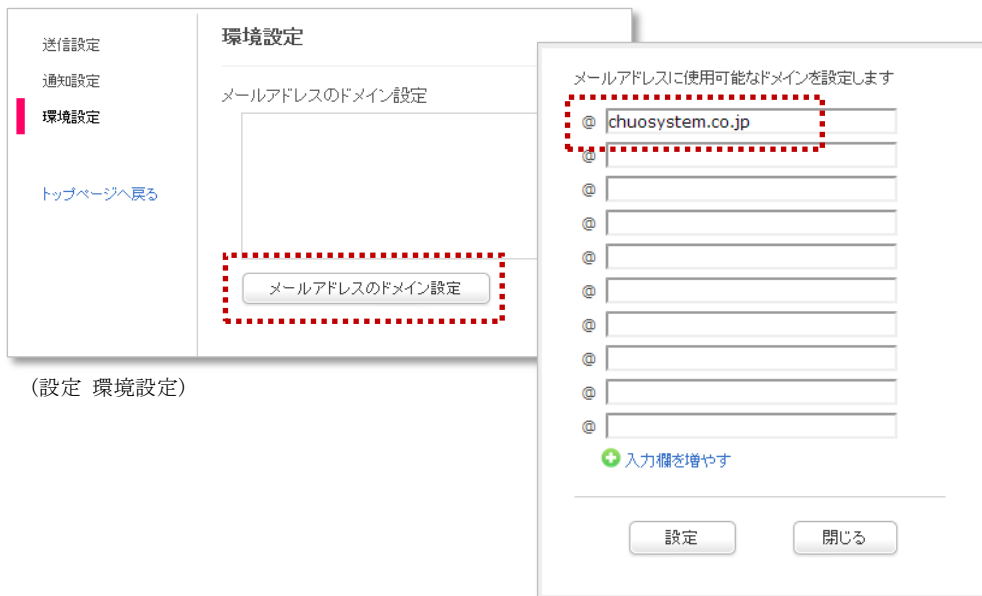 送信設定
通知設定
環境設定
トップページへ戻る
環境設定
メールアドレスのドメイン設定
メールアドレスのドメイン設定
(設定 環境設定)
メールアドレスに使用可能なドメインを設定します
@ chuosystem.co.jp
@
@
@
@
@
@
@
@
@
入力欄を増やす
設定 閉じる